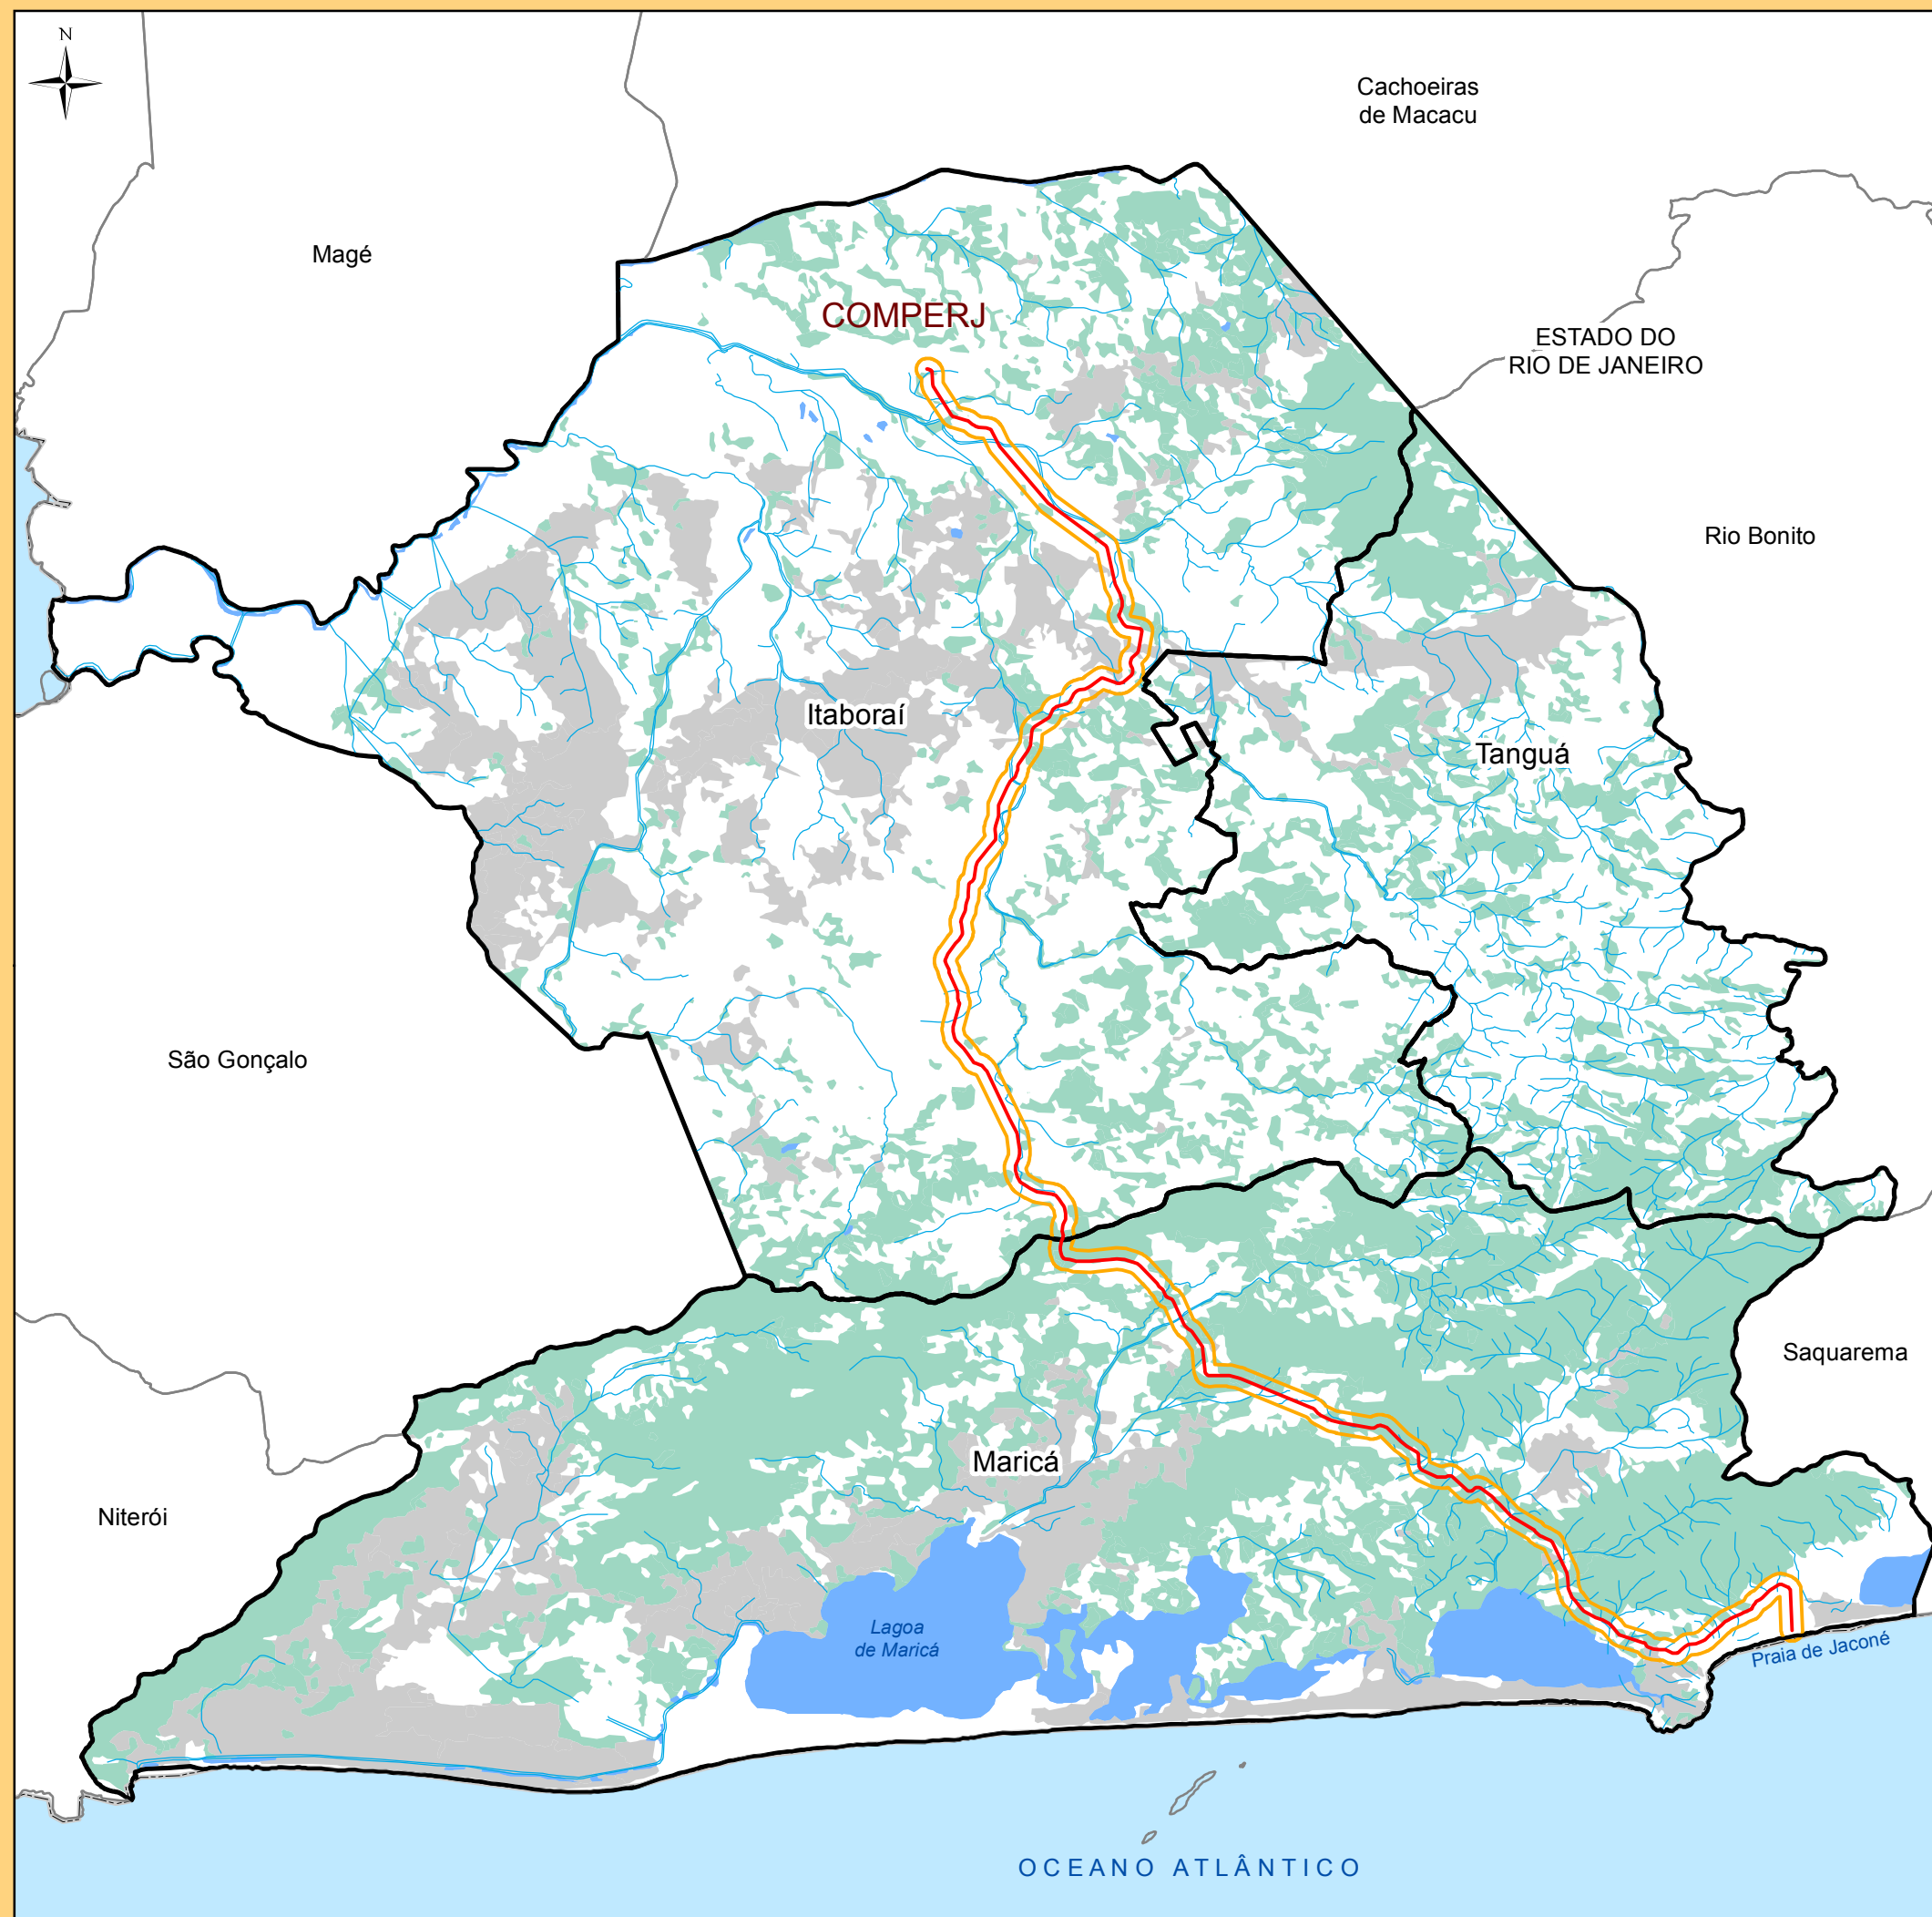 N
Cachoeiras
de Macacu
Magé
COMPERJ
ESTADO DO
RIO DE JANEIRO
Rio Bonito
Itaboraí
Tanguá
São Gonçalo
Saquarema
Maricá
Niterói
Lagoa
de Maricá
Praia de Jaconé
OCEANO ATLÂNTICO